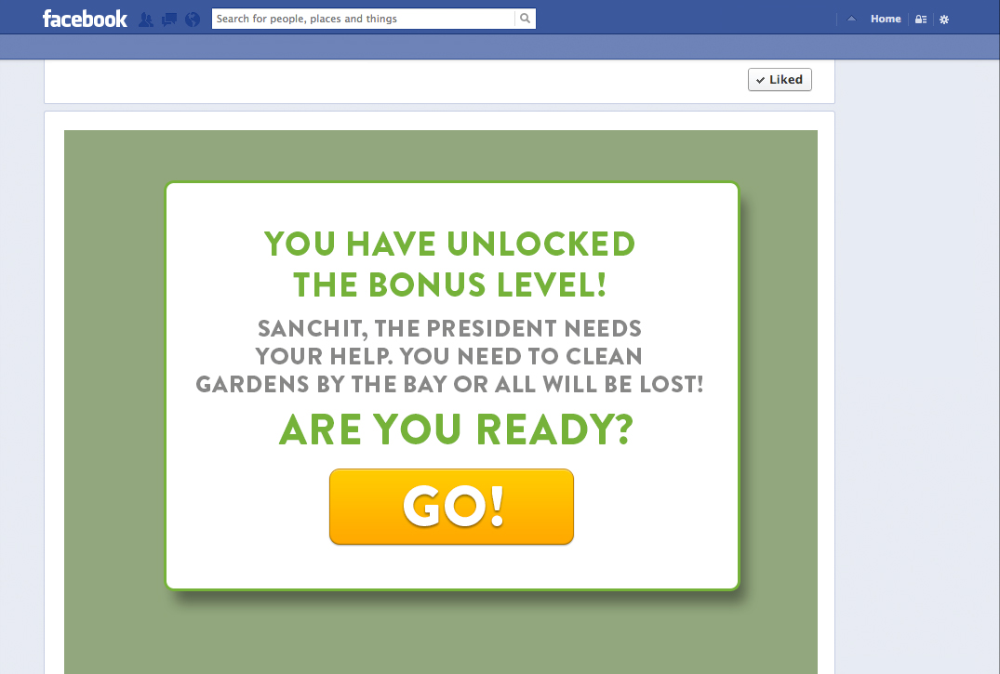 facebook
Search for people, places and things
Home
Liked
YOU HAVE UNLOCKED
THE BONUS LEVEL!
SANCHIT, THE PRESIDENT NEEDS
YOUR HELP. YOU NEED TO CLEAN
GARDENS BY THE BAY OR ALL WILL BE LOST!
ARE YOU READY?
GO!